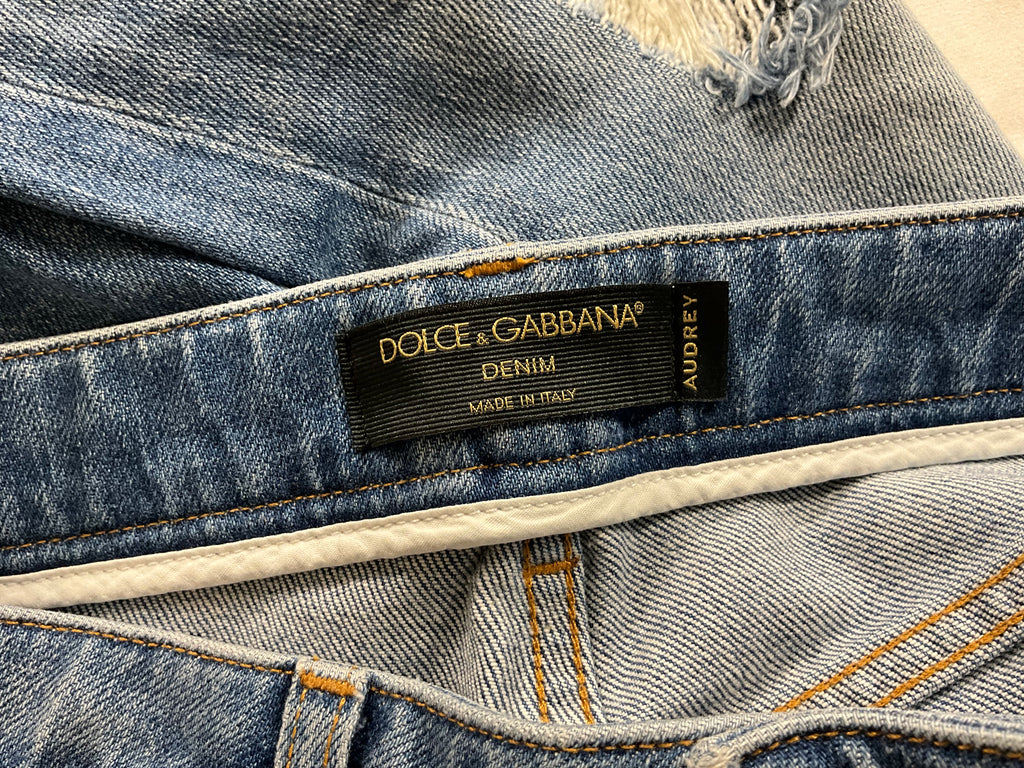 DOLCE & GABBANA®
DENIM
MADE IN ITALY
AUDREY